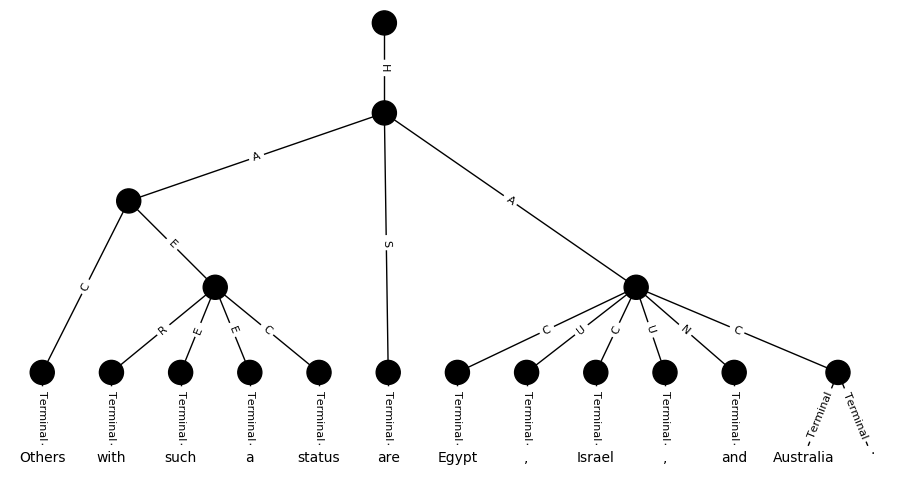 H
A
S
A
C
E
R
E
E
C
C
U
C
U
N
C
Terminal Terminal Terminal Terminal Terminal Terminal Terminal Terminal Terminal Terminal Terminal Terminal Terminal
Others with such a status are Egypt , Israel , and Australia .